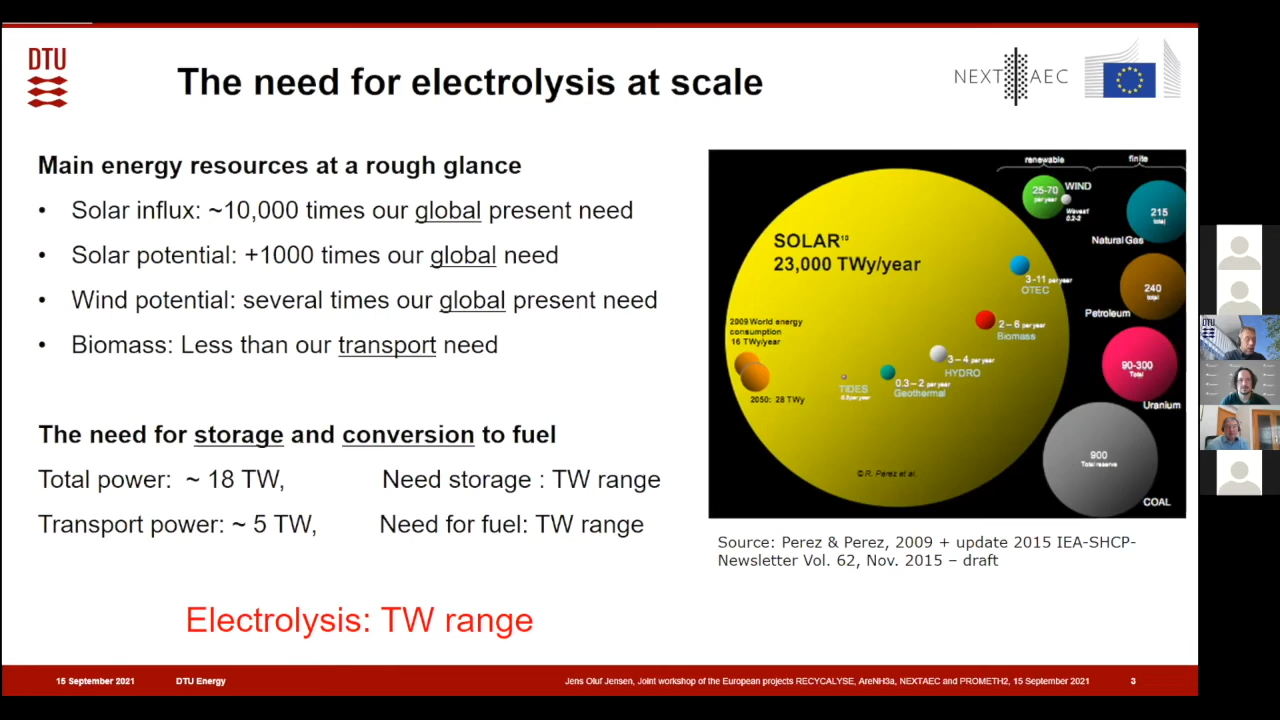 DTU
The need for electrolysis at scale
NEXT AEC
Main energy resources at a rough glance
• Solar influx: ~10,000 times our global present need
• Solar potential: +1000 times our global need
• Wind potential: several times our global present need
• Biomass: Less than our transport need
The need for storage and conversion to fuel
Total power: ~ 18 TW, Need storage : TW range
Transport power: ~ 5 TW, Need for fuel: TW range
Electrolysis: TW range
renewable
finite
SOLAR¹⁰
23,000 TWy/year
2009 World energy
consumption
16 TWy/year
2050: 28 TWy
TIDES
0.3 per year
0.3 – 2 per year
Geothermal
3 – 4 per year
HYDRO
2 – 6 per year
Biomass
3 -11 per year
OTEC
25-70
per year
WIND
Waves
0.2-2
215
total
Natural Gas
240
total
Petroleum
90-300
Total
Uranium
900
Total reserve
COAL
© R. Perez et al.
Source: Perez & Perez, 2009 + update 2015 IEA-SHCP-
Newsletter Vol. 62, Nov. 2015 – draft
15 September 2021
DTU Energy
Jens Oluf Jensen, Joint workshop of the European projects RECYCALYSE, AreNH3a, NEXTAEC and PROMETH2, 15 September 2021
3
DTU